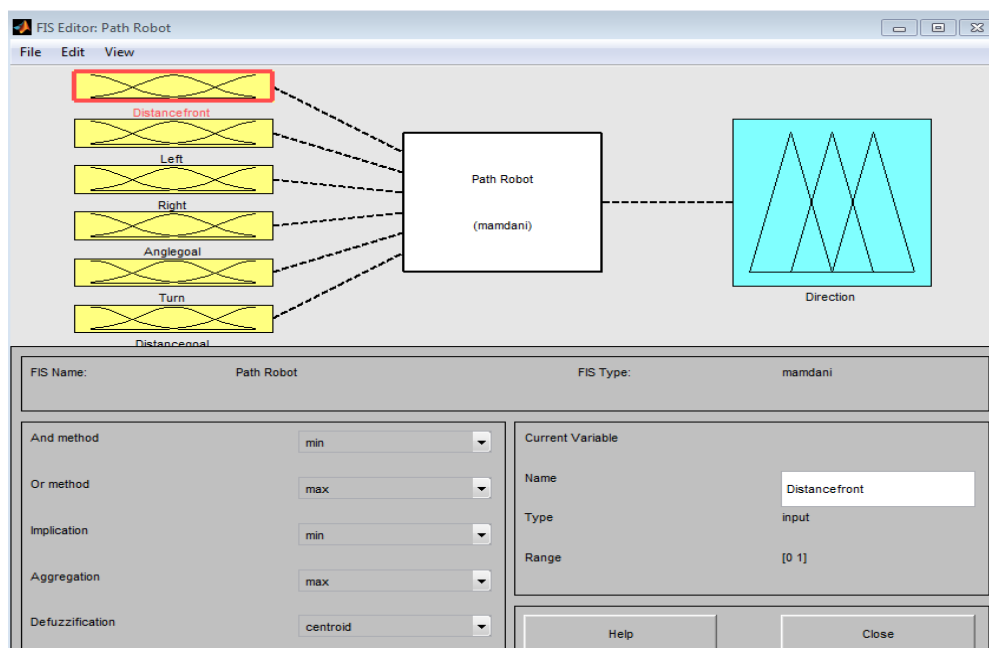 FIS Editor: Path Robot
File Edit View
Distancefront
Left
Right
Anglegoal
Turn
Distancegoal
Path Robot
(mamdani)
Direction
FIS Name: Path Robot FIS Type: mamdani
And method min
Or method max
Implication min
Aggregation max
Defuzzification centroid
Current Variable
Name Distancefront
Type input
Range [0 1]
Help Close